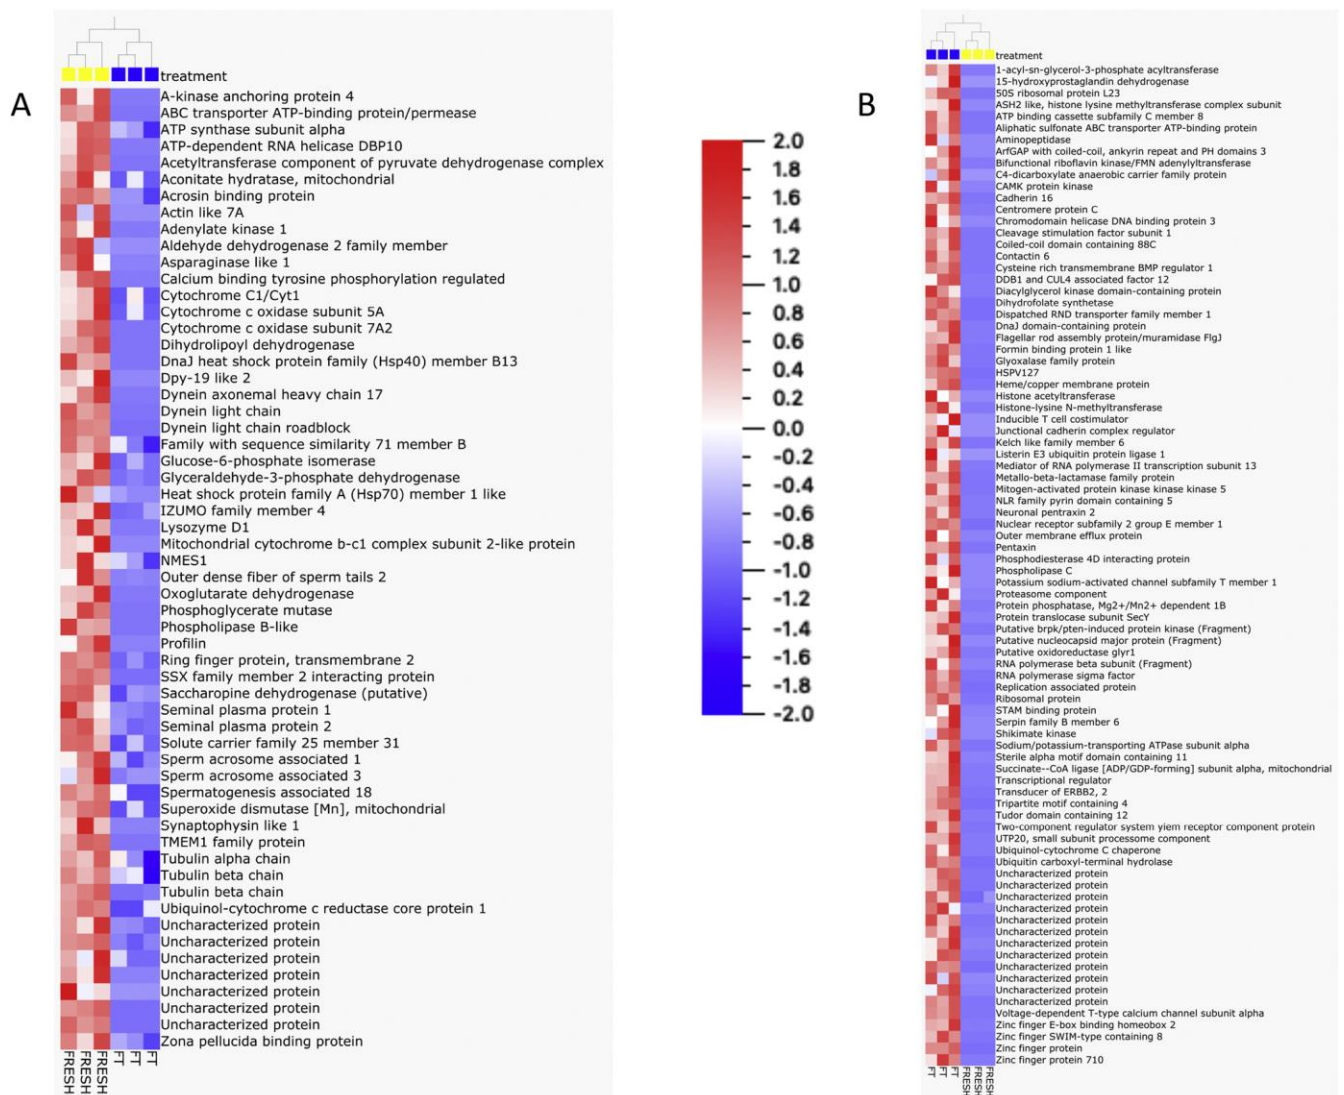 A
treatment
A-kinase anchoring protein 4
ABC transporter ATP-binding protein/permease
ATP synthase subunit alpha
ATP-dependent RNA helicase DBP10
Acetyltransferase component of pyruvate dehydrogenase complex
Aconitate hydratase, mitochondrial
Acrosin binding protein
Actin like 7A
Adenylate kinase 1
Aldehyde dehydrogenase 2 family member
Asparaginase like 1
Calcium binding tyrosine phosphorylation regulated
Cytochrome C1/Cyt1
Cytochrome c oxidase subunit 5A
Cytochrome c oxidase subunit 7A2
Dihydrolipoyl dehydrogenase
DnaJ heat shock protein family (Hsp40) member B13
Dpy-19 like 2
Dynein axonemal heavy chain 17
Dynein light chain
Dynein light chain roadblock
Family with sequence similarity 71 member B
Glucose-6-phosphate isomerase
Glyceraldehyde-3-phosphate dehydrogenase
Heat shock protein family A (Hsp70) member 1 like
IZUMO family member 4
Lysozyme D1
Mitochondrial cytochrome b-c1 complex subunit 2-like protein
NMES1
Outer dense fiber of sperm tails 2
Oxoglutarate dehydrogenase
Phosphoglycerate mutase
Phospholipase B-like
Profilin
Ring finger protein, transmembrane 2
SSX family member 2 interacting protein
Saccharopine dehydrogenase (putative)
Seminal plasma protein 1
Seminal plasma protein 2
Solute carrier family 25 member 31
Sperm acrosome associated 1
Sperm acrosome associated 3
Spermatogenesis associated 18
Superoxide dismutase [Mn], mitochondrial
Synaptophysin like 1
TMEM1 family protein
Tubulin alpha chain
Tubulin beta chain
Tubulin beta chain
Ubiquinol-cytochrome c reductase core protein 1
Uncharacterized protein
Uncharacterized protein
Uncharacterized protein
Uncharacterized protein
Uncharacterized protein
Uncharacterized protein
Uncharacterized protein
Zona pellucida binding protein
FRESH FRESH FRESH FT FT FT
2.0
1.8
1.6
1.4
1.2
1.0
0.8
0.6
0.4
0.2
0.0
-0.2
-0.4
-0.6
-0.8
-1.0
-1.2
-1.4
-1.6
-1.8
-2.0
B
treatment
1-acyl-sn-glycerol-3-phosphate acyltransferase
15-hydroxyprostaglandin dehydrogenase
50S ribosomal protein L23
ASH2 like, histone lysine methyltransferase complex subunit
ATP binding cassette subfamily C member 8
Aliphatic sulfonate ABC transporter ATP-binding protein
Aminopeptidase
ArfGAP with coiled-coil, ankyrin repeat and PH domains 3
Bifunctional riboflavin kinase/FMN adenylyltransferase
C4-dicarboxylate anaerobic carrier family protein
CAMK protein kinase
Cadherin 16
Centromere protein C
Chromodomain helicase DNA binding protein 3
Cleavage stimulation factor subunit 1
Coiled-coil domain containing 88C
Contactin 6
Cysteine rich transmembrane BMP regulator 1
DDB1 and CUL4 associated factor 12
Diacylglycerol kinase domain-containing protein
Dihydrofolate synthetase
Dispatched RND transporter family member 1
DnaJ domain-containing protein
Flagellar rod assembly protein/muramidase FlgJ
Formin binding protein 1 like
Glyoxalase family protein
HSPV127
Heme/copper membrane protein
Histone acetyltransferase
Histone-lysine N-methyltransferase
Inducible T cell costimulator
Junctional cadherin complex regulator
Kelch like family member 6
Listerin E3 ubiquitin protein ligase 1
Mediator of RNA polymerase II transcription subunit 13
Metallo-beta-lactamase family protein
Mitogen-activated protein kinase kinase kinase 5
NLR family pyrin domain containing 5
Neuronal pentraxin 2
Nuclear receptor subfamily 2 group E member 1
Outer membrane efflux protein
Pentaxin
Phosphodiesterase 4D interacting protein
Phospholipase C
Potassium sodium-activated channel subfamily T member 1
Proteasome component
Protein phosphatase, Mg2+/Mn2+ dependent 1B
Protein translocase subunit SecY
Putative brpk/pten-induced protein kinase (Fragment)
Putative nucleocapsid major protein (Fragment)
Putative oxidoreductase glyr1
RNA polymerase beta subunit (Fragment)
RNA polymerase sigma factor
Replication associated protein
Ribosomal protein
STAM binding protein
Serpin family B member 6
Shikimate kinase
Sodium/potassium-transporting ATPase subunit alpha
Sterile alpha motif domain containing 11
Succinate--CoA ligase [ADP/GDP-forming] subunit alpha, mitochondrial
Transcriptional regulator
Transducer of ERBB2, 2
Tripartite motif containing 4
Tudor domain containing 12
Two-component regulator system yiem receptor component protein
UTP20, small subunit processome component
Ubiquinol-cytochrome C chaperone
Ubiquitin carboxyl-terminal hydrolase
Uncharacterized protein
Uncharacterized protein
Uncharacterized protein
Uncharacterized protein
Uncharacterized protein
Uncharacterized protein
Uncharacterized protein
Uncharacterized protein
Uncharacterized protein
Uncharacterized protein
Uncharacterized protein
Uncharacterized protein
Voltage-dependent T-type calcium channel subunit alpha
Zinc finger E-box binding homeobox 2
Zinc finger SWIM-type containing 8
Zinc finger protein
Zinc finger protein 710
FT FT FT FRESH FRESH FRESH